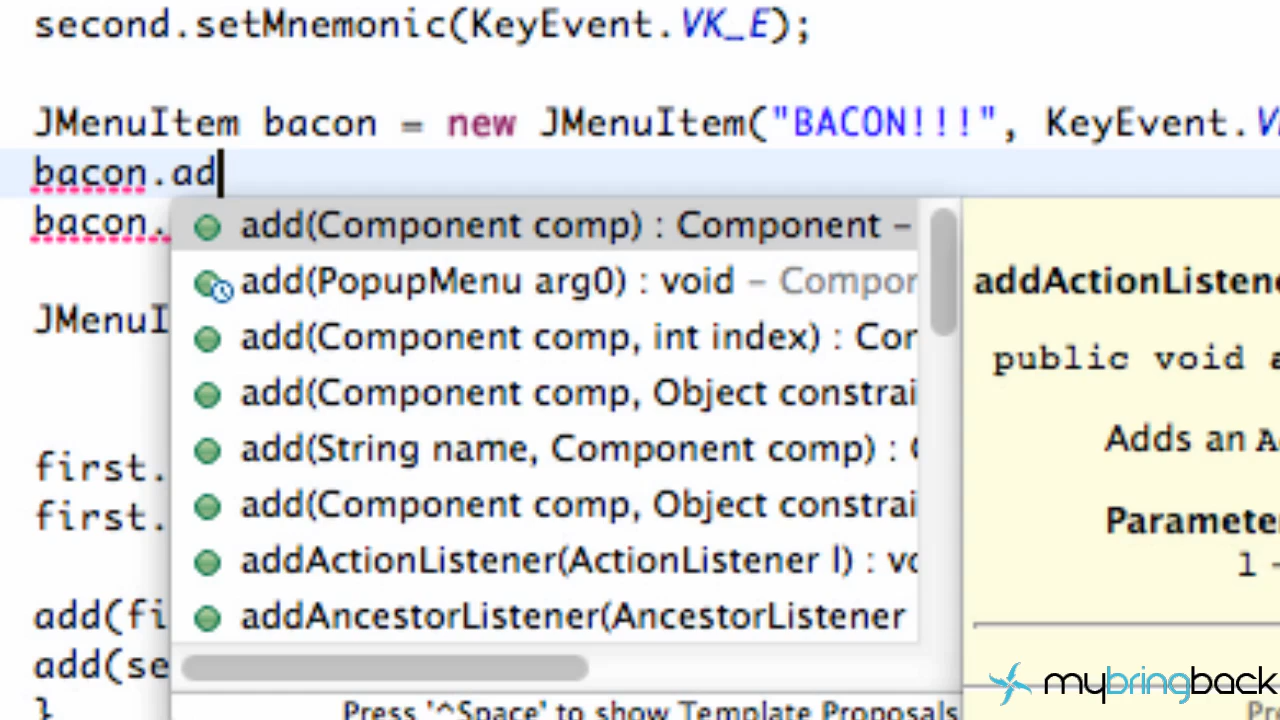 second.setMnemonic(KeyEvent.VK_E);
JMenuItem bacon = new JMenuItem("BACON!!!", KeyEvent.V
bacon.ad
bacon.
JMenuI
first.
first.
add(fi
add(se
}
add(Component comp) : Component –
add(PopupMenu arg0) : void – Compor
add(Component comp, int index) : Cor
add(Component comp, Object constrai
add(String name, Component comp) :
add(Component comp, Object constrai
addActionListener(ActionListener l) : vo
addAncestorListener(AncestorListener
Press '^Space' to show Template Proposals
addActionListene
public void a
Adds an A
Paramete
l -
Pr
mybringback